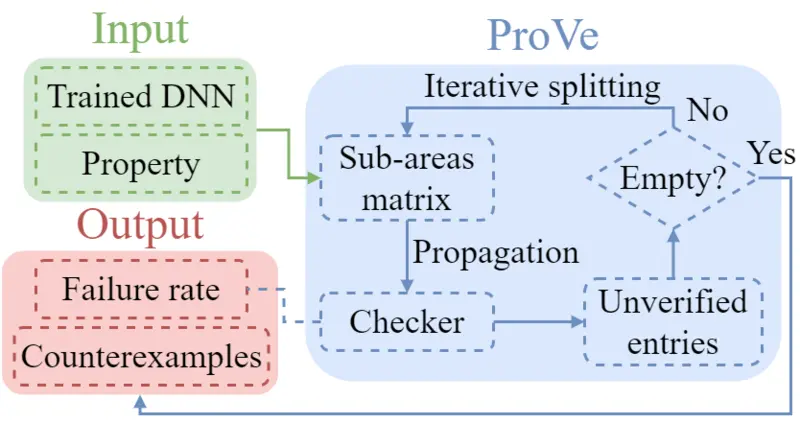 Input
Trained DNN
Property
Output
Failure rate
Counterexamples
ProVe
Iterative splitting
No
Yes
Sub-areas
matrix
Empty?
Propagation
Checker
Unverified
entries